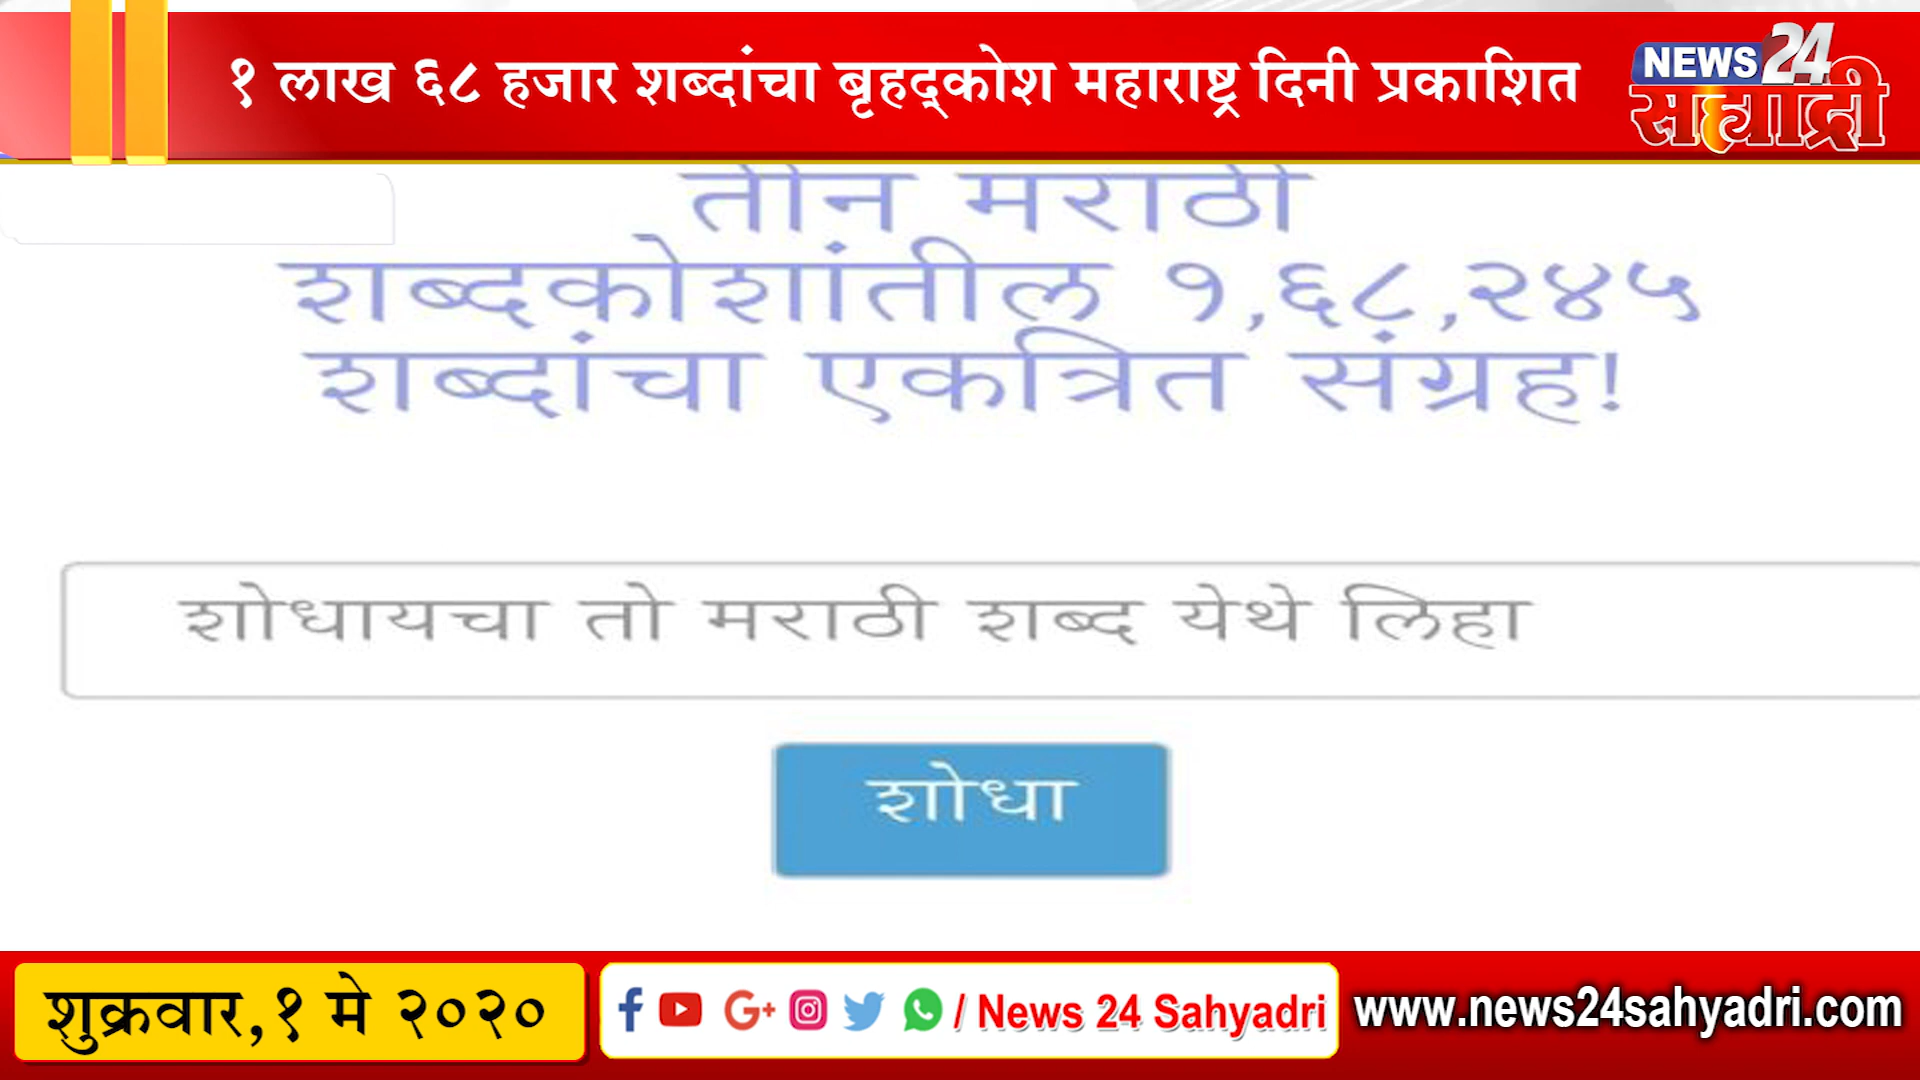 १ लाख ६८ हजार शब्दांचा बृहद्‌कोश महाराष्ट्र दिनी प्रकाशित
NEWS 24
सह्याद्री
तीन मराठी
शब्दकोशांतील १,६८,२४५
शब्दांचा एकत्रित संग्रह!
शोधायचा तो मराठी शब्द येथे लिहा
शोधा
शुक्रवार,१ मे २०२०
/ News 24 Sahyadri
www.news24sahyadri.com